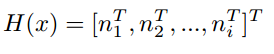 H(x) = [n_1^T, n_2^T, ..., n_i^T]^T